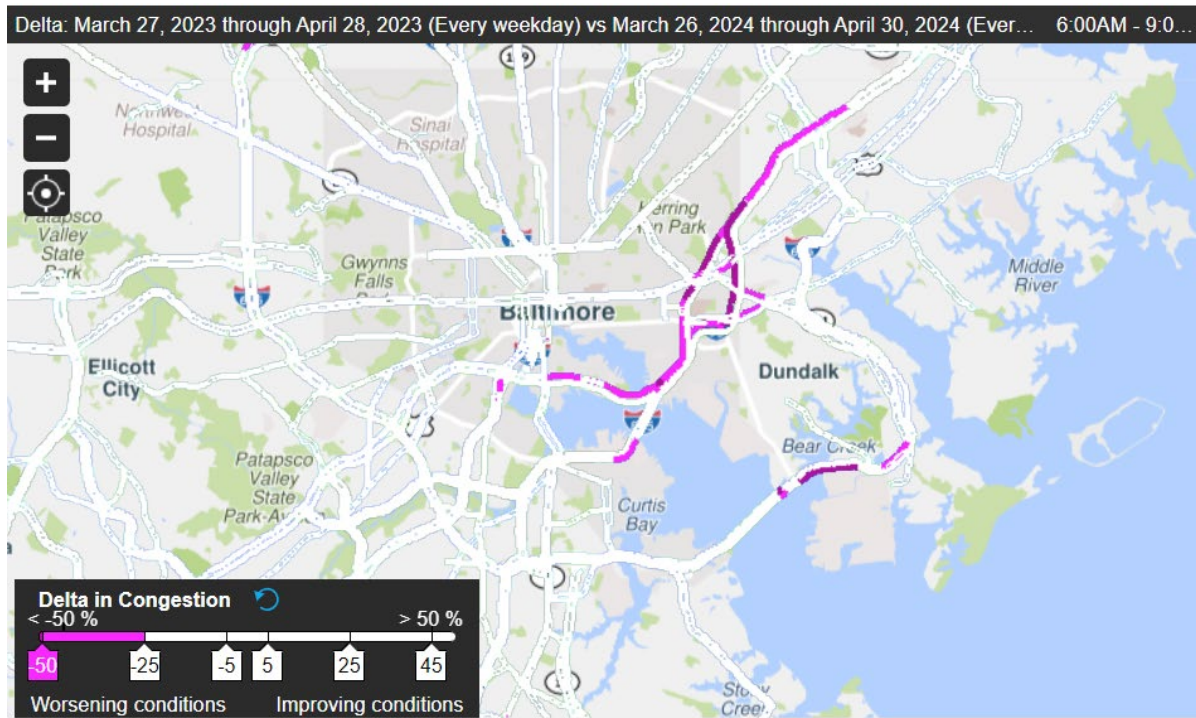 Delta: March 27, 2023 through April 28, 2023 (Every weekday) vs March 26, 2024 through April 30, 2024 (Ever... 6:00AM - 9:0...
+
−
Northwest
Hospital
Sinai
Hospital
Patapsco
Valley
State
Park
Herring
Run Park
Gwynns
Falls
Middle
River
Baltimore
Ellicott
City
Dundalk
Bear Creek
Patapsco
Valley
State
Curtis
Bay
Stony
Creek
Delta in Congestion
< -50 % > 50 %
-50 -25 -5 5 25 45
Worsening conditions Improving conditions